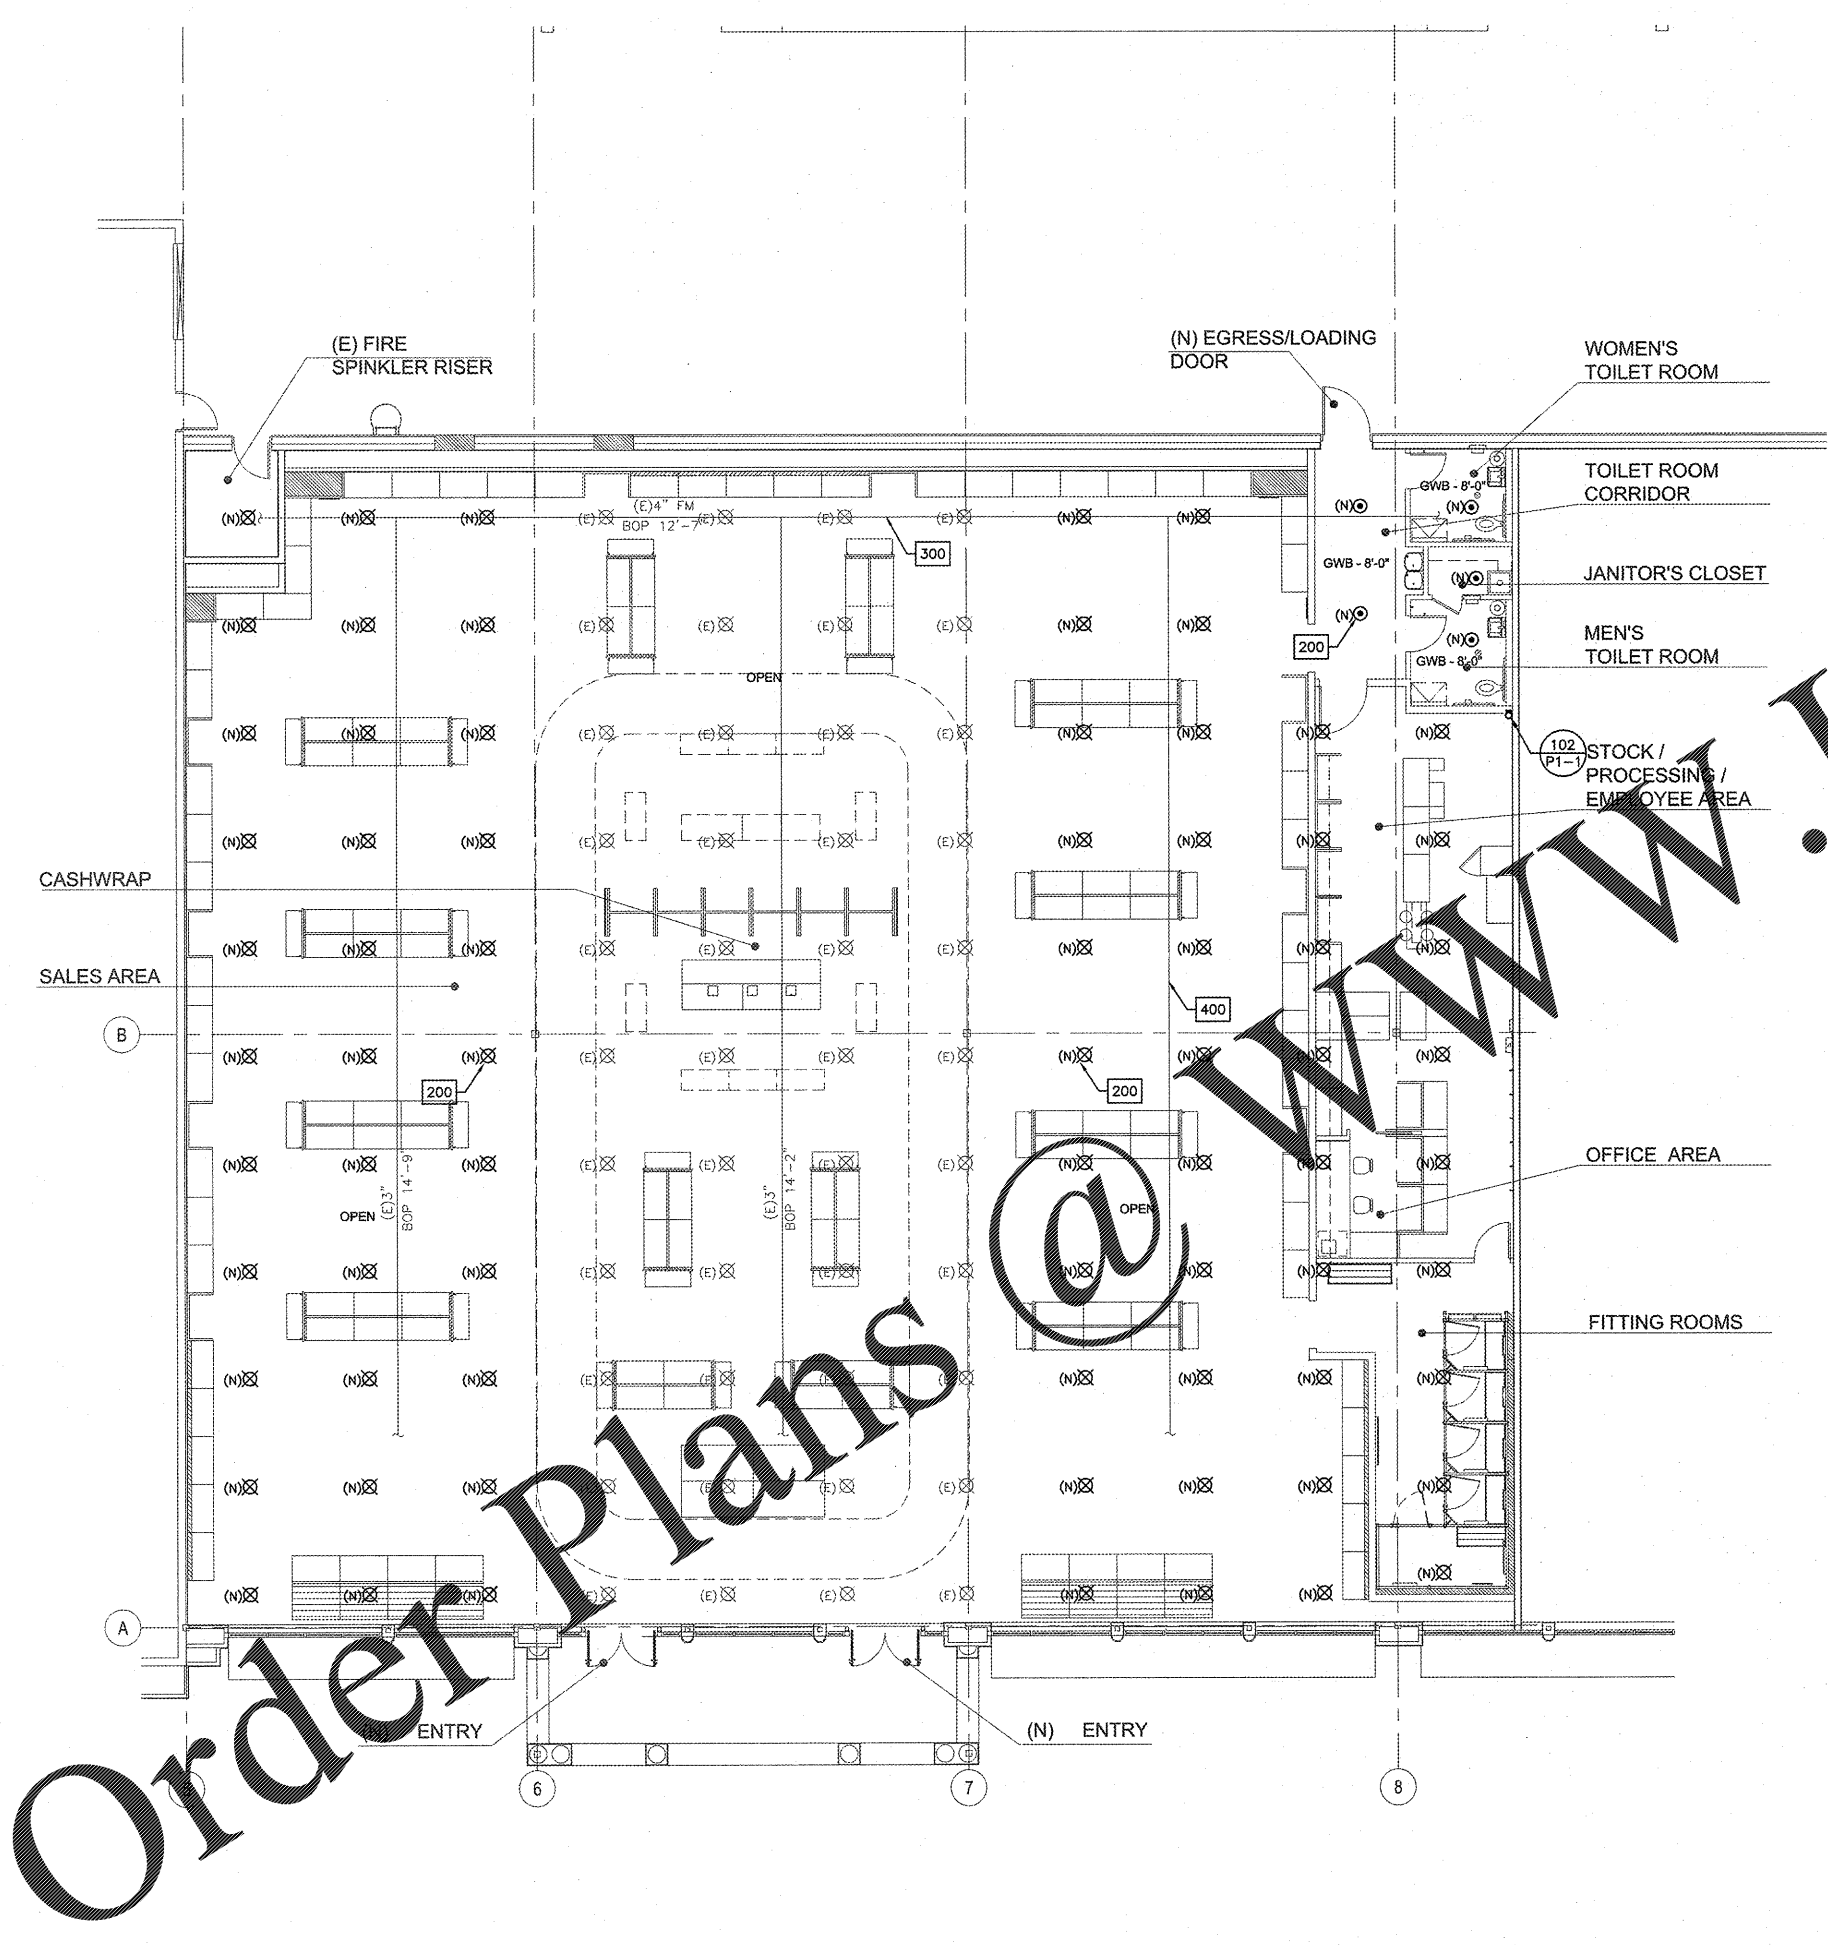 (E) FIRE
SPINKLER RISER
(N) EGRESS/LOADING
DOOR
WOMEN'S
TOILET ROOM
TOILET ROOM
CORRIDOR
GWB - 8'-0"
(E)4" FM
BOP 12'-7
(N) (N) (N) (E) (E) (E) (E) (N) (N) (N) (N)
300
GWB - 8'-0"
JANITOR'S CLOSET
(N)
(N) (N) (N) (E) (E) (E) (E) (N) (N) (N)
200
(N)
GWB - 8'-0"
MEN'S
TOILET ROOM
OPEN
(N) (N) (N) (E) (E) (E) (E) (N) (N) (N) (N)
102
P1-1
STOCK /
PROCESSING /
EMPLOYEE AREA
(N) (N) (N) (E) (E) (E) (E) (N) (N) (N) (N)
CASHWRAP
(N) (N) (N) (E) (E) (E) (E) (N) (N) (N) (N)
SALES AREA
400
B
(N) (N) (N) (E) (E) (E) (E) (N) (N) (N) (N)
200
200
OFFICE AREA
(N) (N) (N) (E) (E) (E) (E) (N) (N) (N) (N)
OPEN
(E)3"
BOP 14'-9"
(E)3"
BOP 14'-2"
OPEN
(N) (N) (N) (E) (E) (E) (E) (N) (N) (N) (N)
FITTING ROOMS
(N) (N) (N) (E) (E) (E) (E) (N) (N) (N) (N)
(N) (N) (N) (E) (E) (E) (E) (N) (N) (N) (N)
(N)
(N) (N) (N) (E) (E) (E) (E) (N) (N) (N)
A
(N) ENTRY
(N) ENTRY
5
6
7
8
Order Plans @ www.